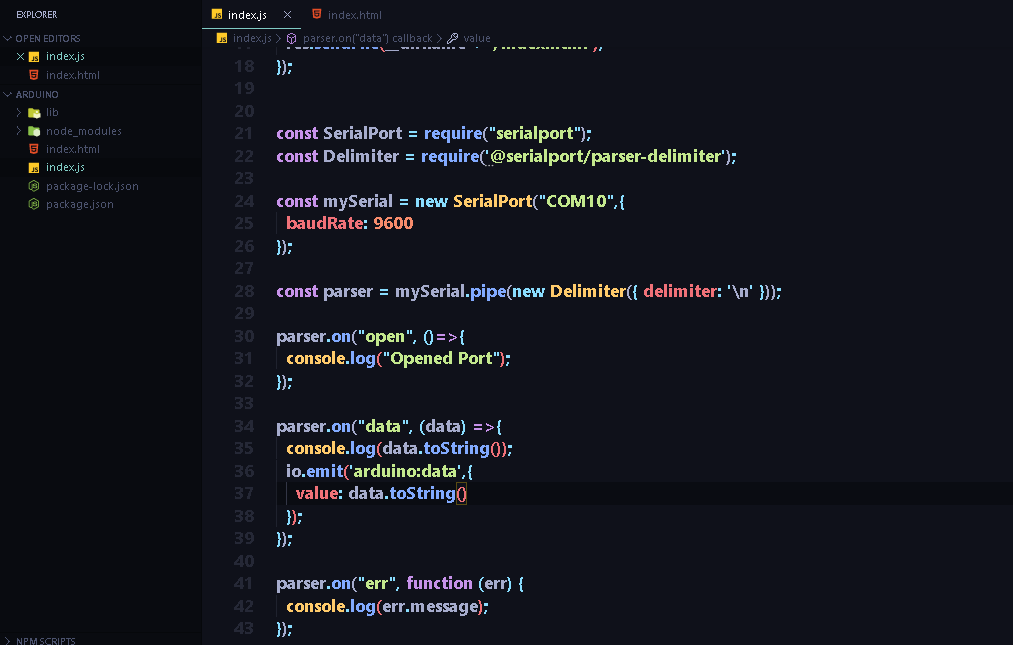 EXPLORER
OPEN EDITORS
index.js
index.html
ARDUINO
lib
node_modules
index.html
index.js
package-lock.json
package.json
NPM SCRIPTS
index.js
index.html
index.js > parser.on("data") callback > value
18 });
19
20
21 const SerialPort = require("serialport");
22 const Delimiter = require('@serialport/parser-delimiter');
23
24 const mySerial = new SerialPort("COM10",{
25 baudRate: 9600
26 });
27
28 const parser = mySerial.pipe(new Delimiter({ delimiter: '\n' }));
29
30 parser.on("open", ()=>{
31 console.log("Opened Port");
32 });
33
34 parser.on("data", (data) =>{
35 console.log(data.toString());
36 io.emit('arduino:data',{
37 value: data.toString()
38 });
39 });
40
41 parser.on("err", function (err) {
42 console.log(err.message);
43 });